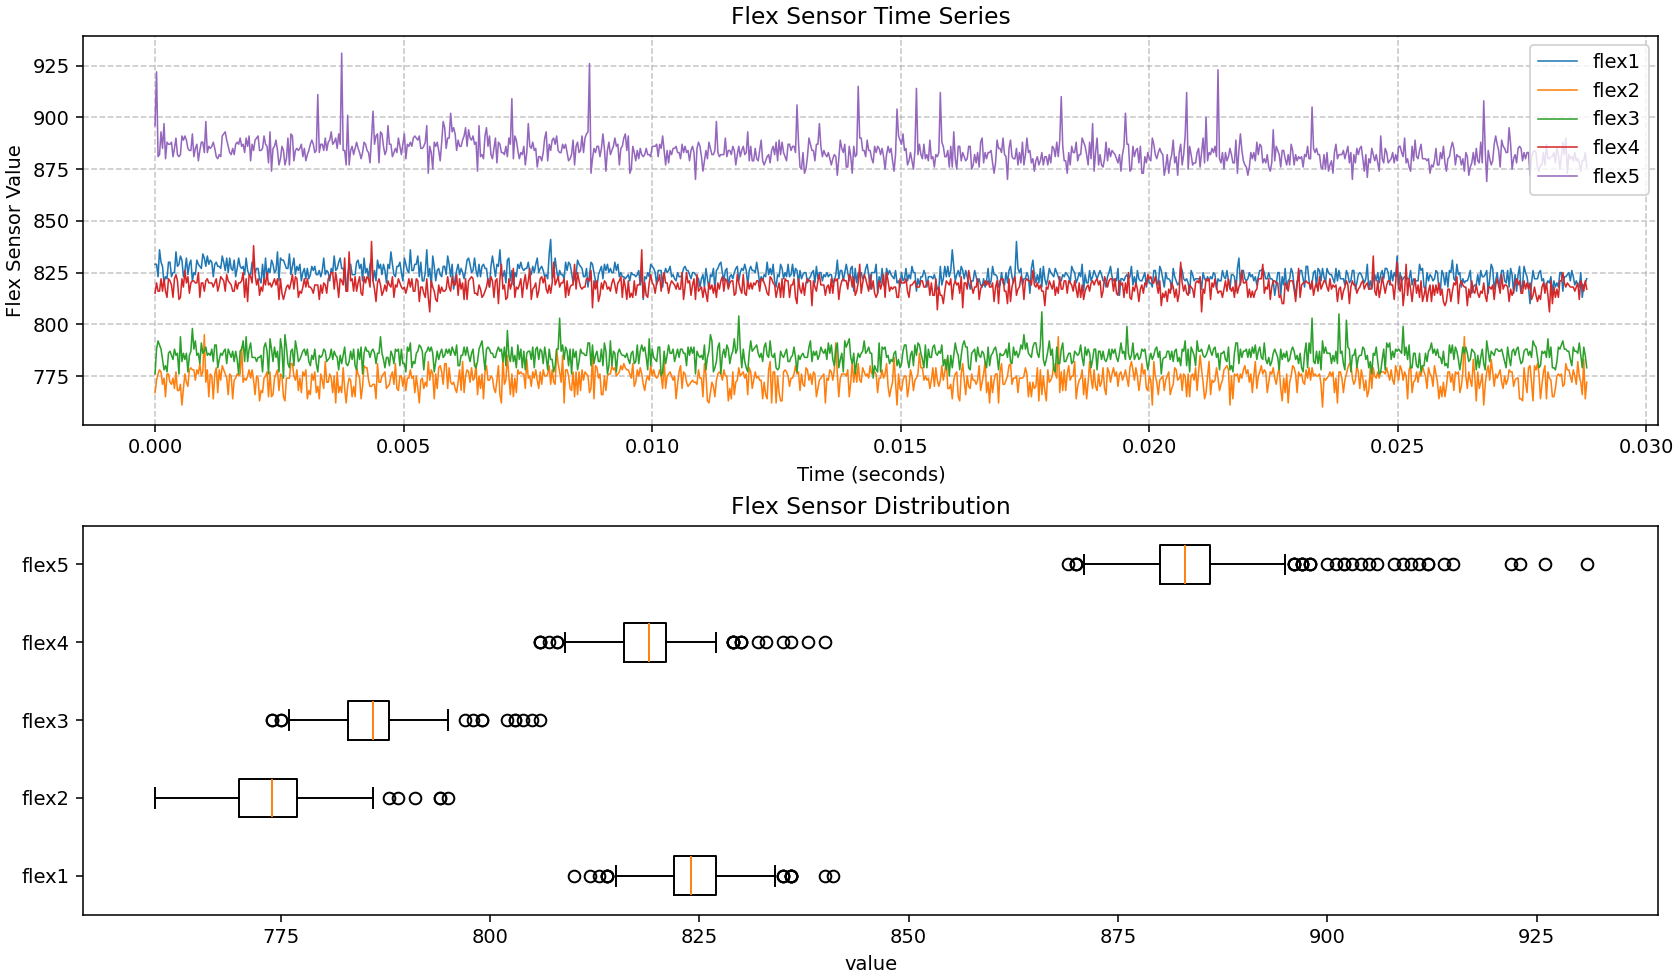 Flex Sensor Time Series
Flex Sensor Value
925
900
875
850
825
800
775
flex1
flex2
flex3
flex4
flex5
0.000 0.005 0.010 0.015 0.020 0.025 0.030
Time (seconds)
Flex Sensor Distribution
flex5
flex4
flex3
flex2
flex1
775 800 825 850 875 900 925
value